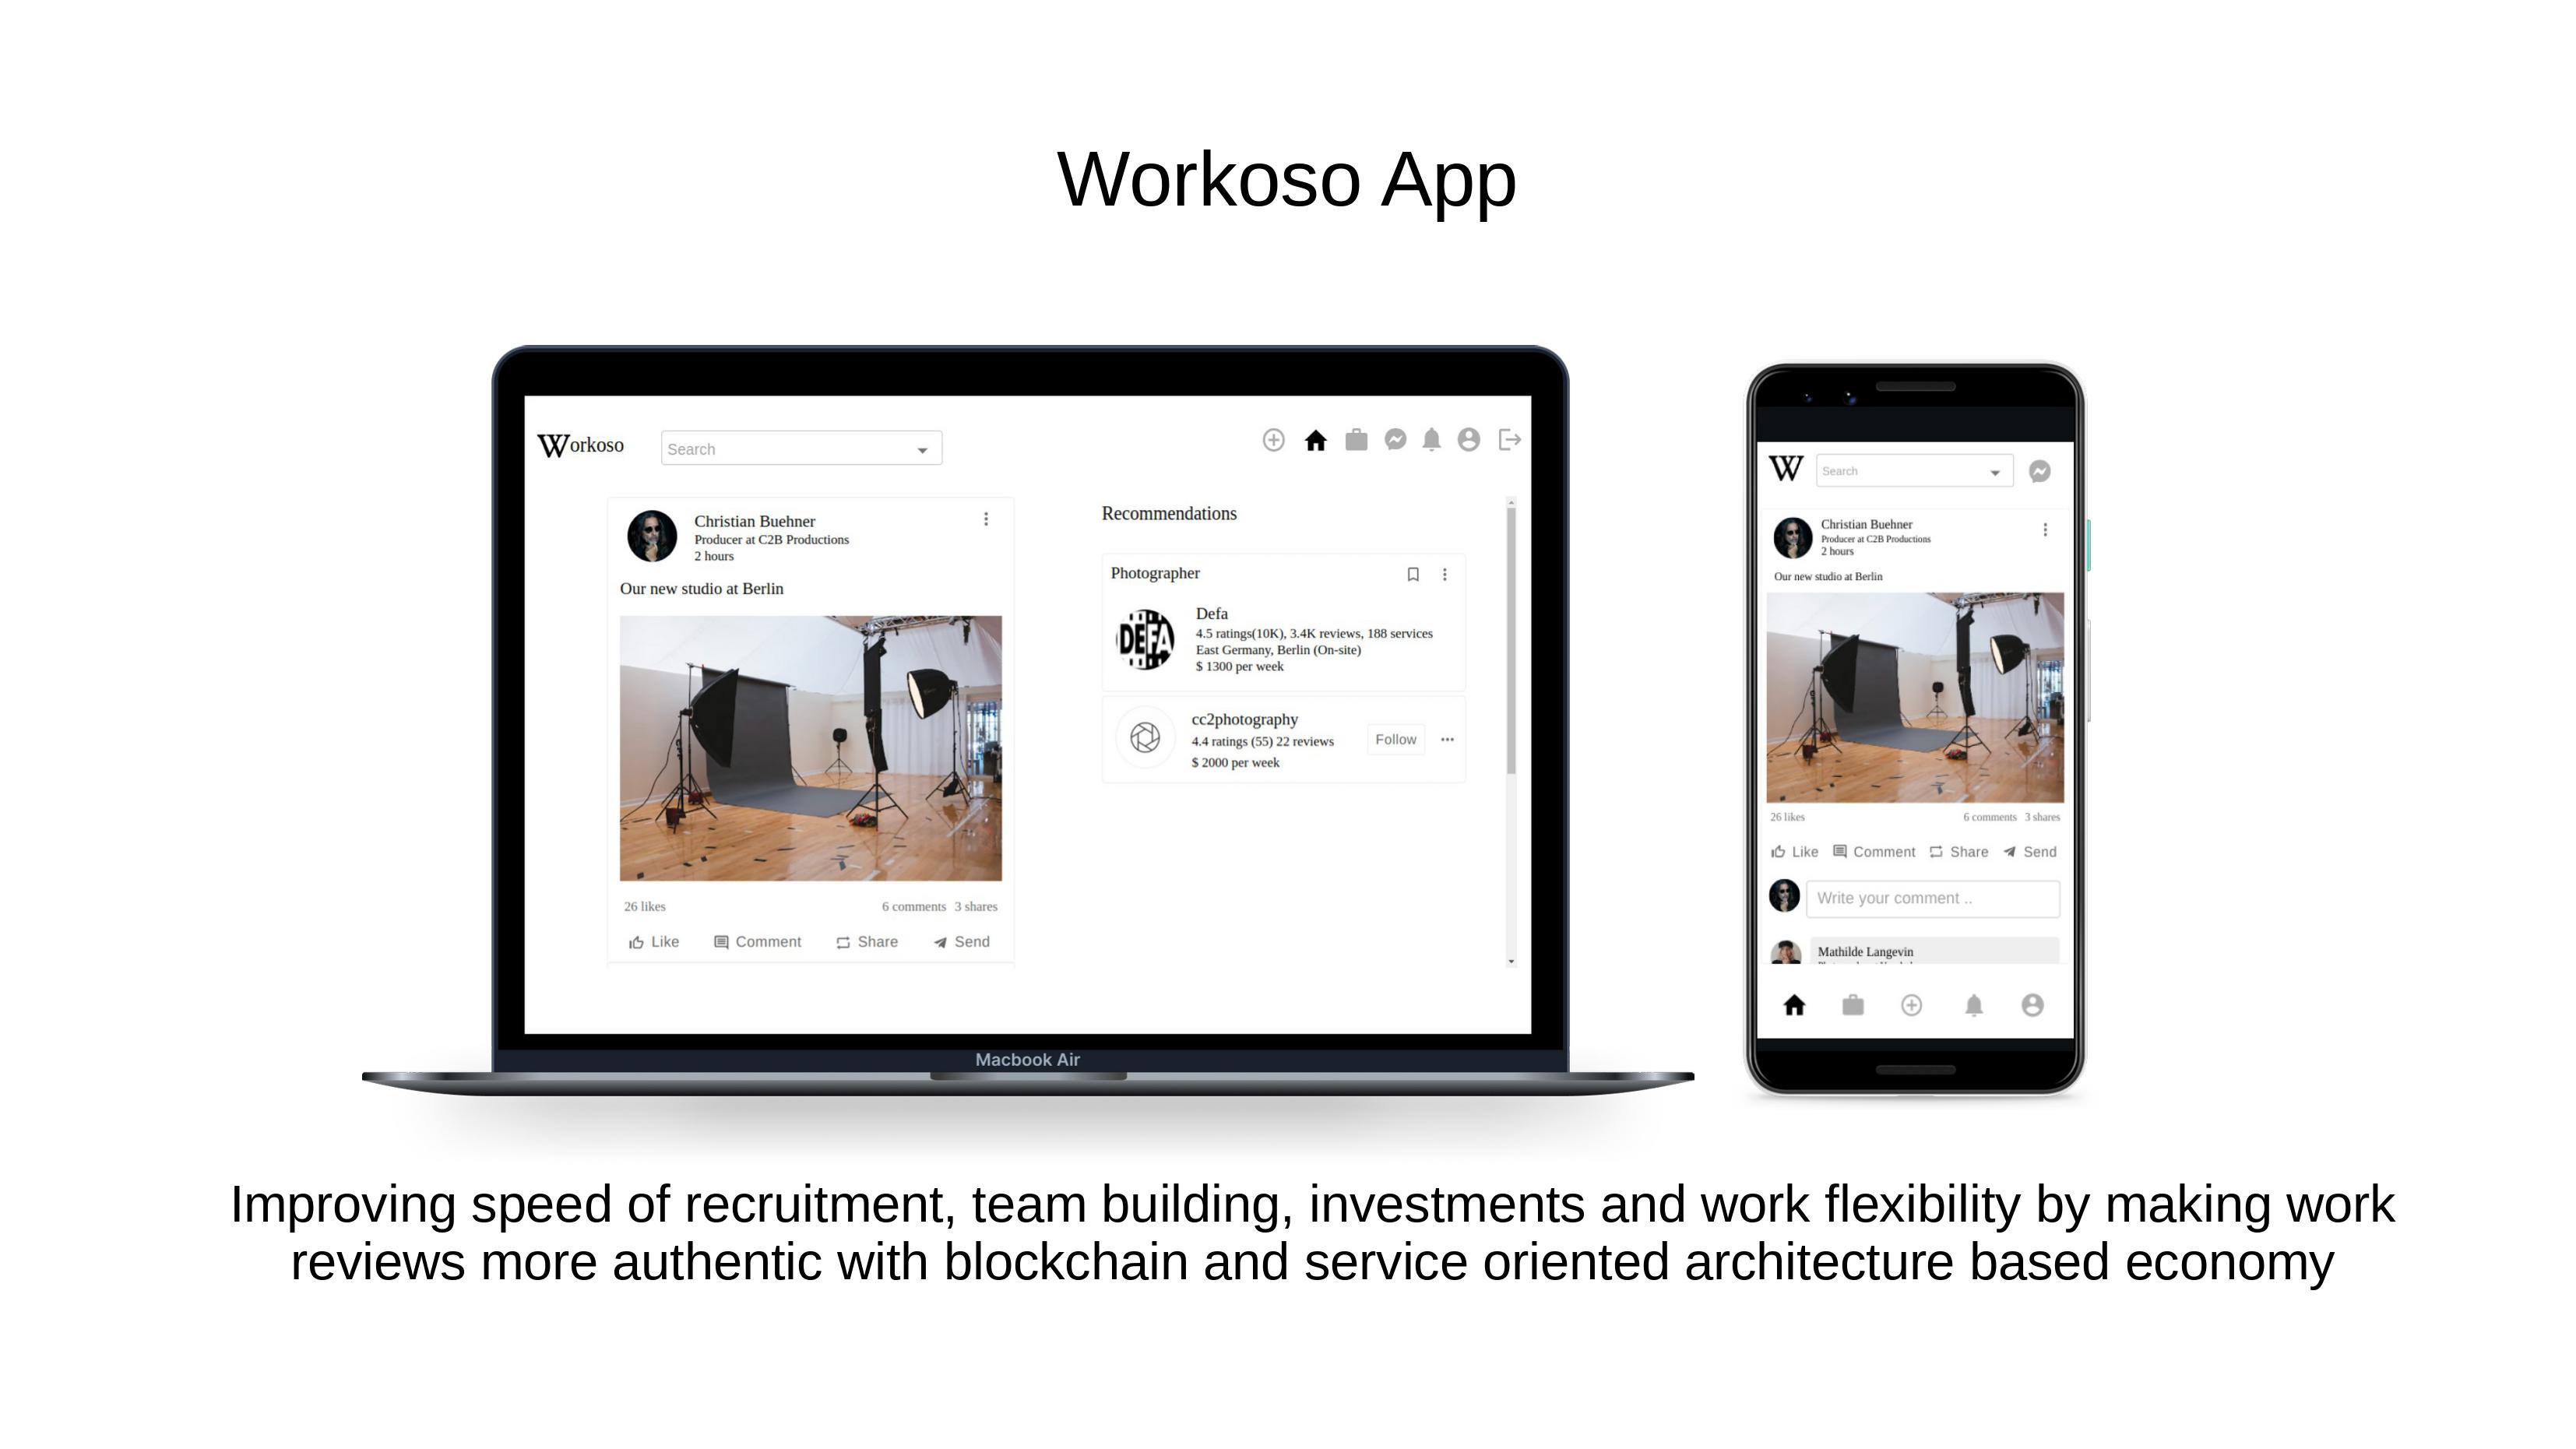 Workoso App
Workoso
Search
Christian Buehner
Producer at C2B Productions
2 hours
Our new studio at Berlin
26 likes
6 comments 3 shares
Like Comment Share Send
Recommendations
Photographer
DEFA
Defa
4.5 ratings(10K), 3.4K reviews, 188 services
East Germany, Berlin (On-site)
$ 1300 per week
cc2photography
4.4 ratings (55) 22 reviews
$ 2000 per week
Follow
Macbook Air
W
Search
Christian Buehner
Producer at C2B Productions
2 hours
Our new studio at Berlin
26 likes
6 comments 3 shares
Like Comment Share Send
Write your comment ..
Mathilde Langevin
Improving speed of recruitment, team building, investments and work flexibility by making work
reviews more authentic with blockchain and service oriented architecture based economy